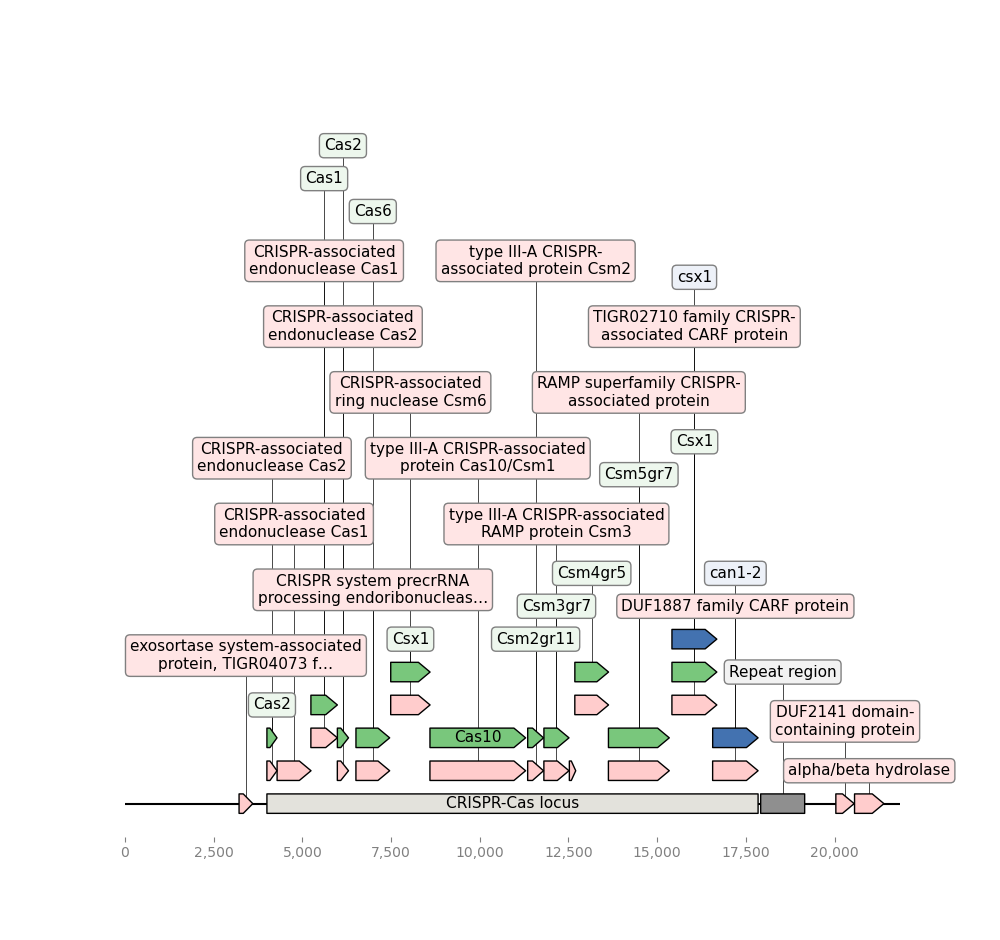 Cas2
Cas1
Cas6
CRISPR-associated
endonuclease Cas1
type III-A CRISPR-
associated protein Csm2
csx1
CRISPR-associated
endonuclease Cas2
TIGR02710 family CRISPR-
associated CARF protein
CRISPR-associated
ring nuclease Csm6
RAMP superfamily CRISPR-
associated protein
Csx1
CRISPR-associated
endonuclease Cas2
type III-A CRISPR-associated
protein Cas10/Csm1
Csm5gr7
CRISPR-associated
endonuclease Cas1
type III-A CRISPR-associated
RAMP protein Csm3
Csm4gr5
can1-2
CRISPR system precrRNA
processing endoribonucleas...
Csm3gr7
DUF1887 family CARF protein
exosortase system-associated
protein, TIGR04073 f...
Csx1
Csm2gr11
Repeat region
Cas2
DUF2141 domain-
containing protein
Cas10
alpha/beta hydrolase
CRISPR-Cas locus
0
2,500
5,000
7,500
10,000
12,500
15,000
17,500
20,000